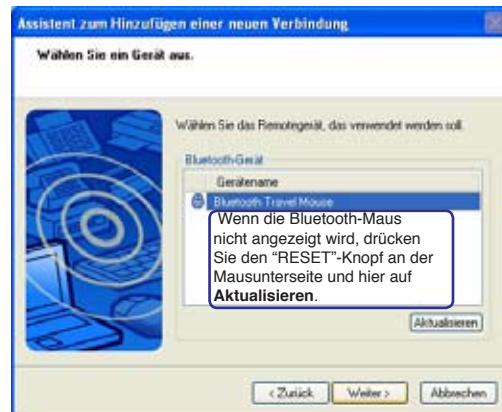 Assistent zum Hinzufügen einer neuen Verbindung
Wählen Sie ein Gerät aus.
Wählen Sie das Remotegerät, das verwendet werden soll.
Bluetooth-Gerät
Gerätename
Bluetooth Travel Mouse
Wenn die Bluetooth-Maus
nicht angezeigt wird, drücken
Sie den “RESET”-Knopf an der
Mausunterseite und hier auf
Aktualisieren.
Aktualisieren
< Zurück
Weiter >
Abbrechen